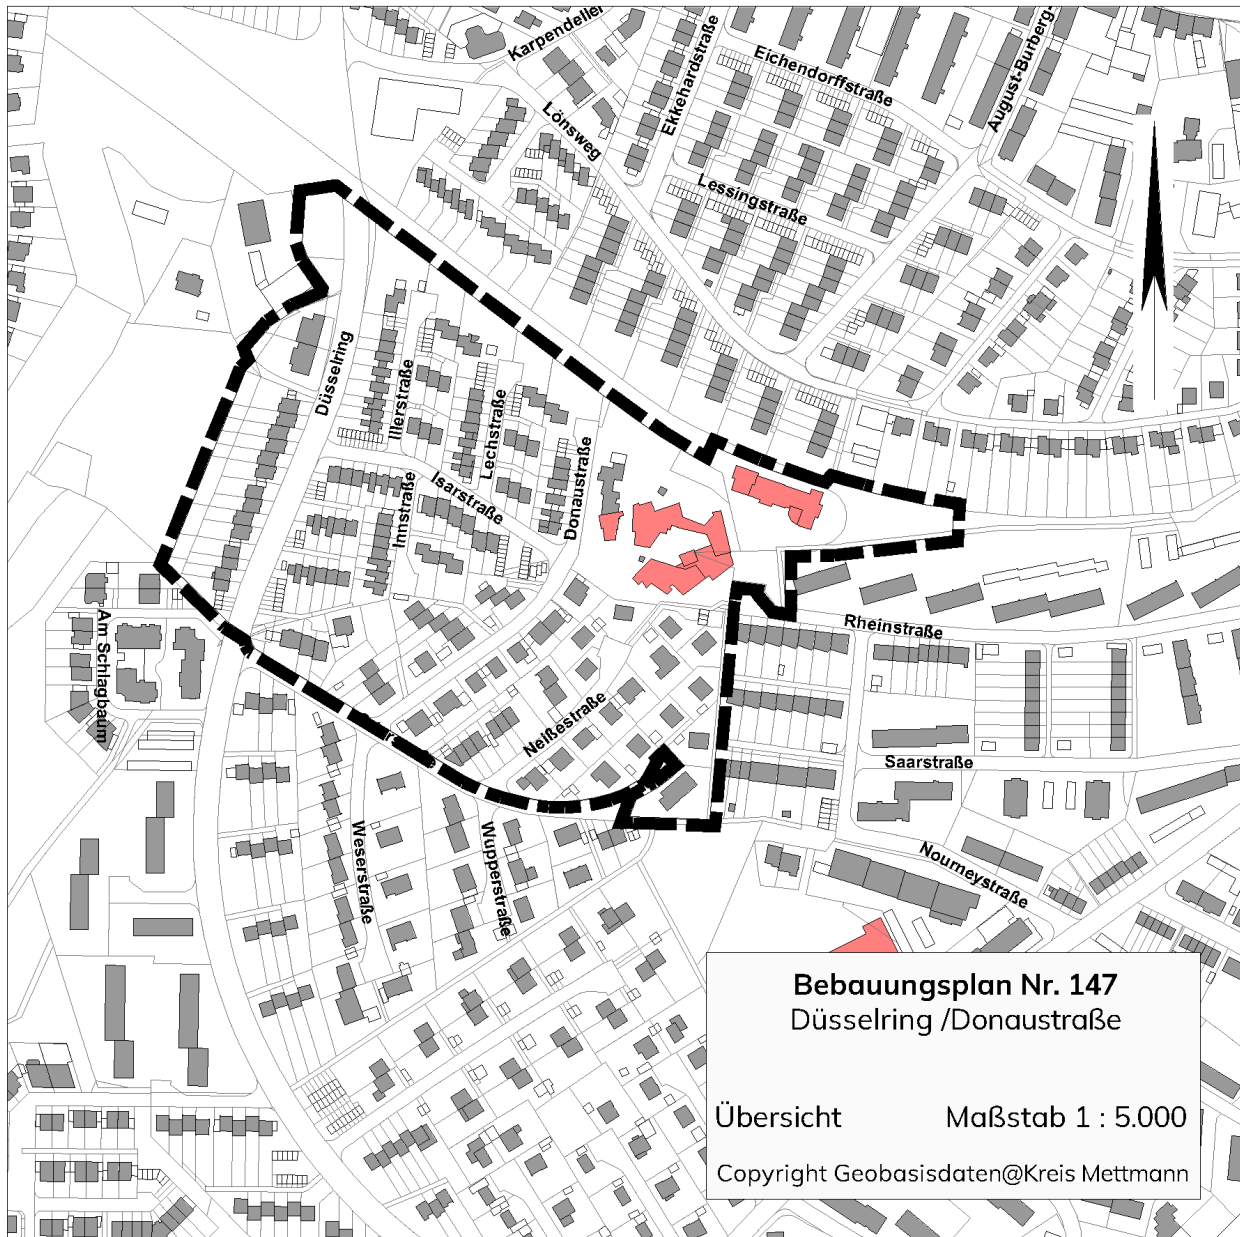 Karpendeller
Ekkehardstraße
Eichendorffstraße
August-Burberg-
Lönsweg
Lessingstraße
Düsselring
Illerstraße
Lechstraße
Donaustraße
Isarstraße
Innstraße
Am Schlagbaum
Neißestraße
Rheinstraße
Saarstraße
Weserstraße
Wupperstraße
Nourneystraße
Bebauungsplan Nr. 147
Düsselring /Donaustraße
Übersicht Maßstab 1 : 5.000
Copyright Geobasisdaten@Kreis Mettmann